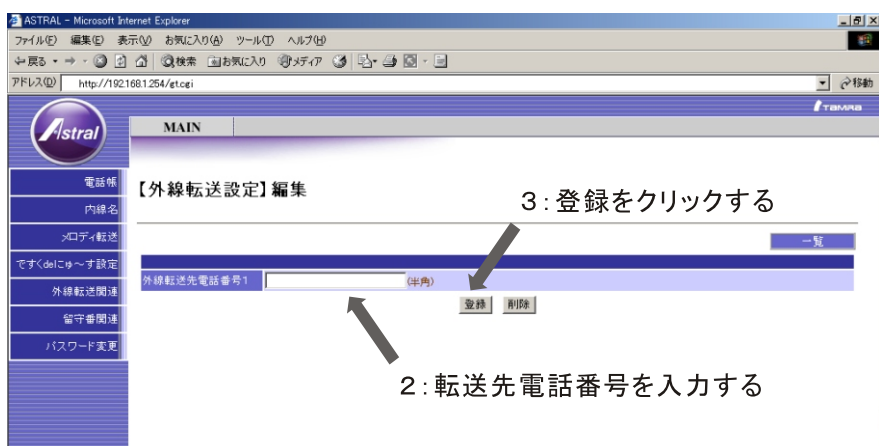 ASTRAL - Microsoft Internet Explorer
ファイル(F) 編集(E) 表示(V) お気に入り(A) ツール(T) ヘルプ(H)
戻る 検索 お気に入り メディア
アドレス(D) http://192.168.1.254/gt.cgi 移動
TAMRA
Astral MAIN
電話帳
内線名
メロディ転送
ですくdelにゅ～す設定
外線転送関連
留守番関連
パスワード変更
【外線転送設定】編集
3:登録をクリックする
一覧
外線転送先電話番号1 (半角)
登録 削除
2:転送先電話番号を入力する